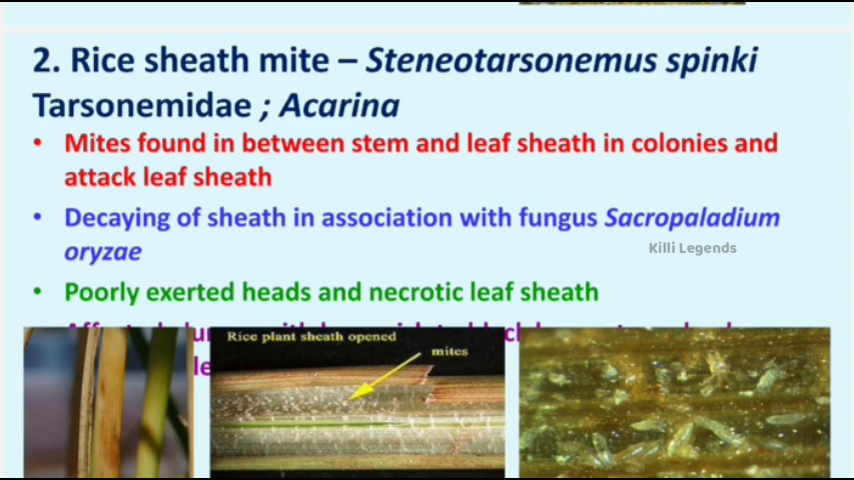 2. Rice sheath mite – Steneotarsonemus spinki
Tarsonemidae ; Acarina
• Mites found in between stem and leaf sheath in colonies and
attack leaf sheath
• Decaying of sheath in association with fungus Sacropaladium
oryzae
Killi Legends
• Poorly exerted heads and necrotic leaf sheath
Rice plant sheath opened
mites